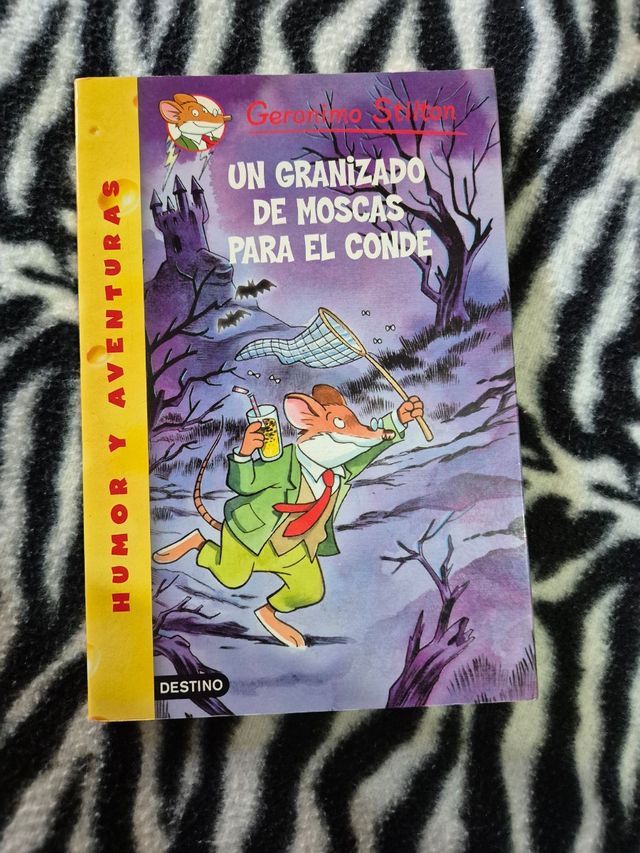 Geronimo Stilton
UN GRANiZADO
DE MOSCAS
PARA EL CONDE
HUMOR Y AVENTURAS
DESTINO